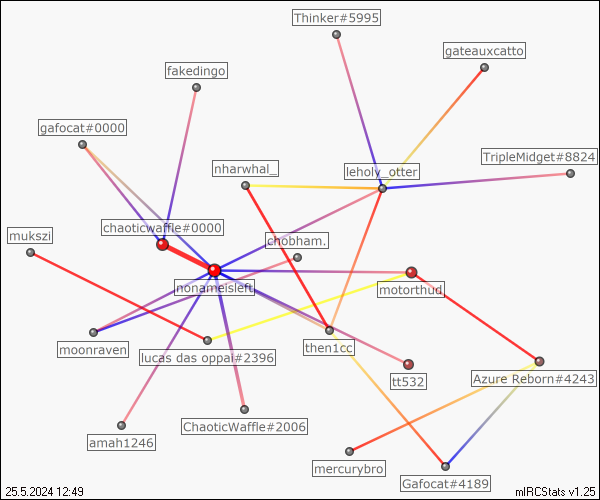 Thinker#5995
gateauxcatto
fakedingo
gafocat#0000
TripleMidget#8824
nharwhal_
leholy_otter
chaoticwaffle#0000
mukszi
chobham.
nonameisleft
motorthud_
moonraven
lucas das oppai#2396
then1cc
tt532
Azure Reborn#4243
ChaoticWaffle#2006
amah1246
mercurybro
Gafocat#4189
25.5.2024 12:49
mIRCStats v1.25